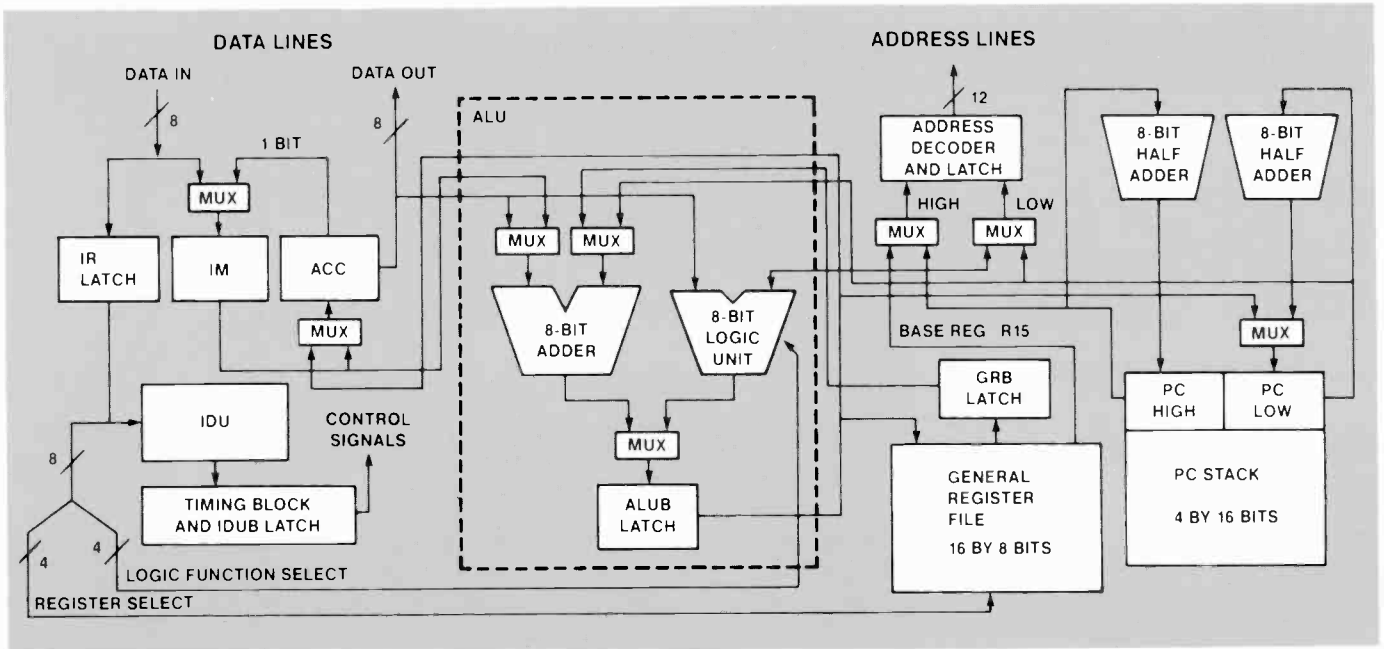 DATA LINES
ADDRESS LINES
DATA IN
DATA OUT
8
8
12
1 BIT
ALU
ADDRESS
DECODER
AND LATCH
8-BIT
HALF
ADDER
8-BIT
HALF
ADDER
MUX
HIGH
LOW
MUX
MUX
MUX
MUX
IR
LATCH
IM
ACC
MUX
8-BIT
ADDER
8-BIT
LOGIC
UNIT
BASE REG R15
MUX
GRB
LATCH
PC
HIGH
PC
LOW
IDU
CONTROL
SIGNALS
MUX
8
TIMING BLOCK
AND IDUB LATCH
ALUB
LATCH
GENERAL
REGISTER
FILE
16 BY 8 BITS
PC STACK
4 BY 16 BITS
4
4
LOGIC FUNCTION SELECT
REGISTER SELECT